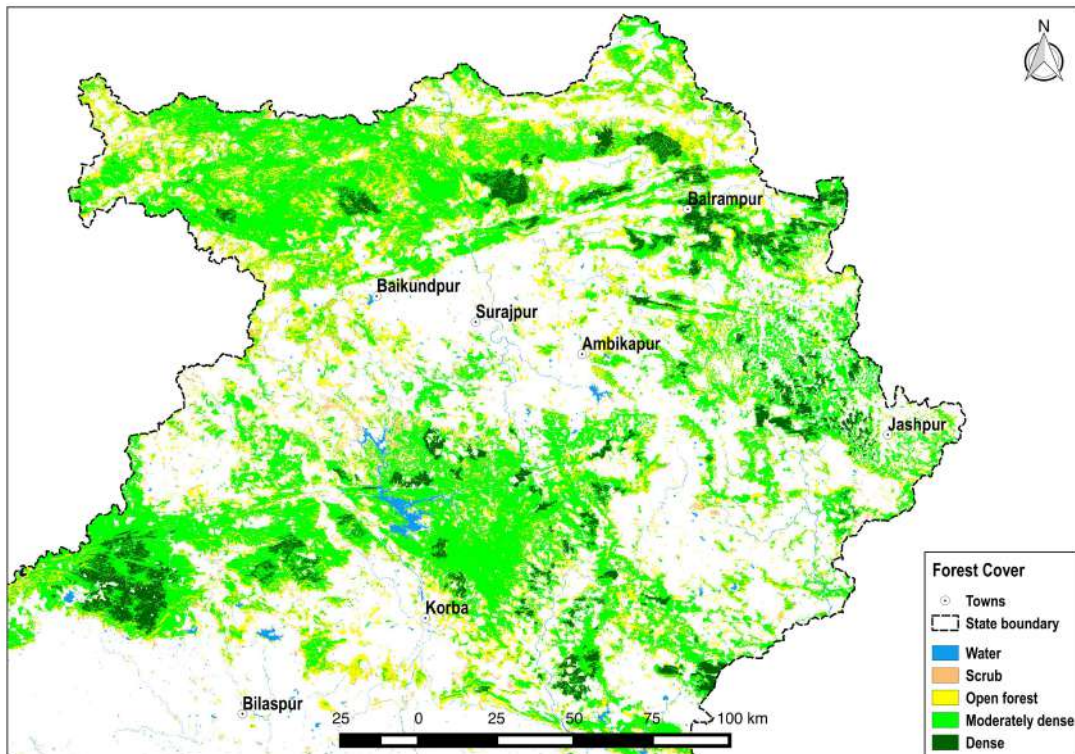 N
Balrampur
Baikundpur
Surajpur
Ambikapur
Jashpur
Korba
Bilaspur
25 0 25 50 75 100 km
Forest Cover
Towns
State boundary
Water
Scrub
Open forest
Moderately dense
Dense